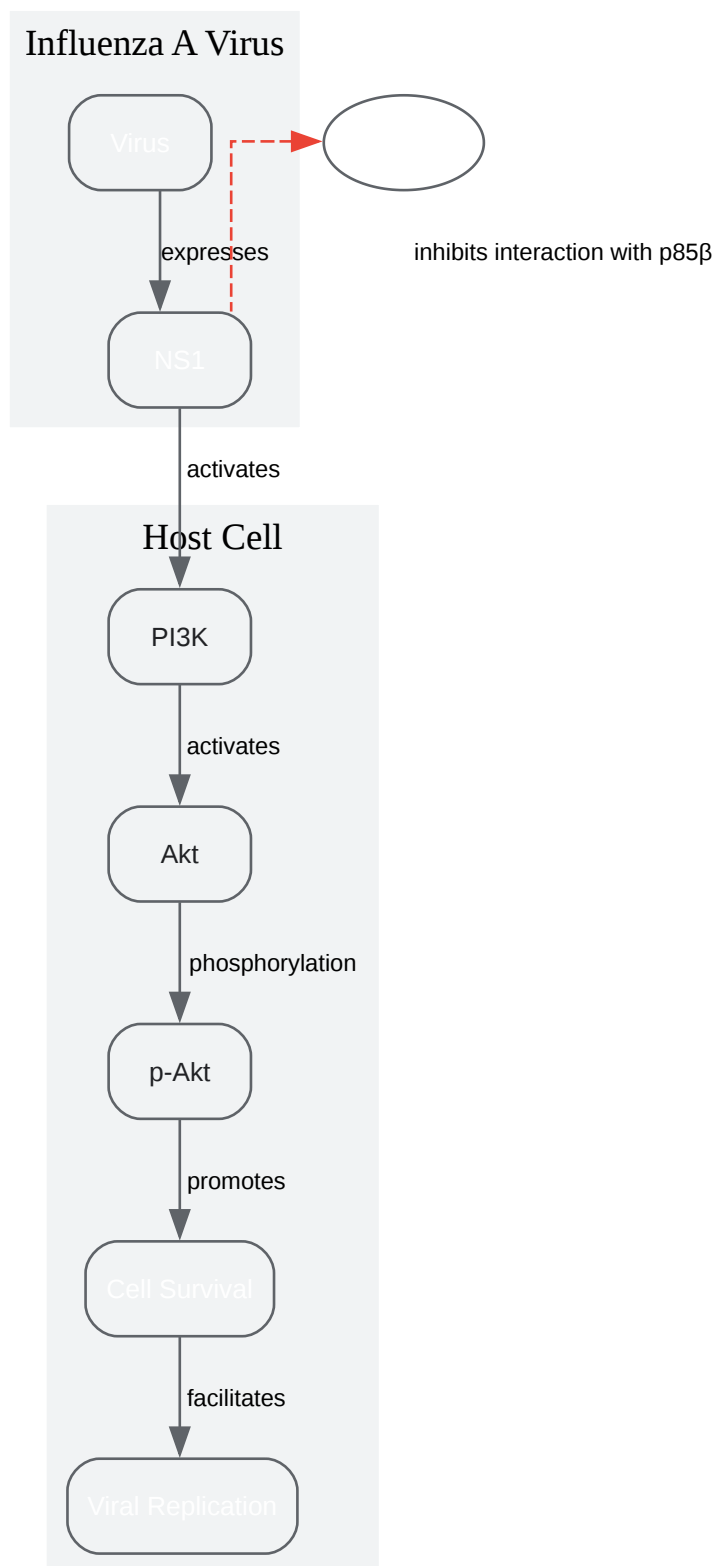 Influenza A Virus
Virus
expresses
inhibits interaction with p85β
NS1
activates
Host Cell
PI3K
activates
Akt
phosphorylation
p-Akt
promotes
Cell Survival
facilitates
Viral Replication